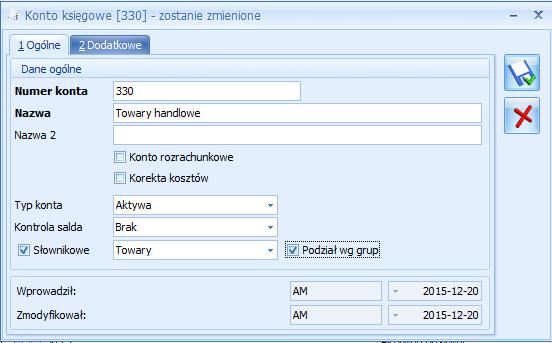 Konto księgowe [330] - zostanie zmienione
1 Ogólne 2 Dodatkowe
Dane ogólne
Numer konta 330
Nazwa Towary handlowe
Nazwa 2
Konto rozrachunkowe
Korekta kosztów
Typ konta Aktywa
Kontrola salda Brak
Słownikowe Towary Podział wg grup
Wprowadził: AM 2015-12-20
Zmodyfikował: AM 2015-12-20